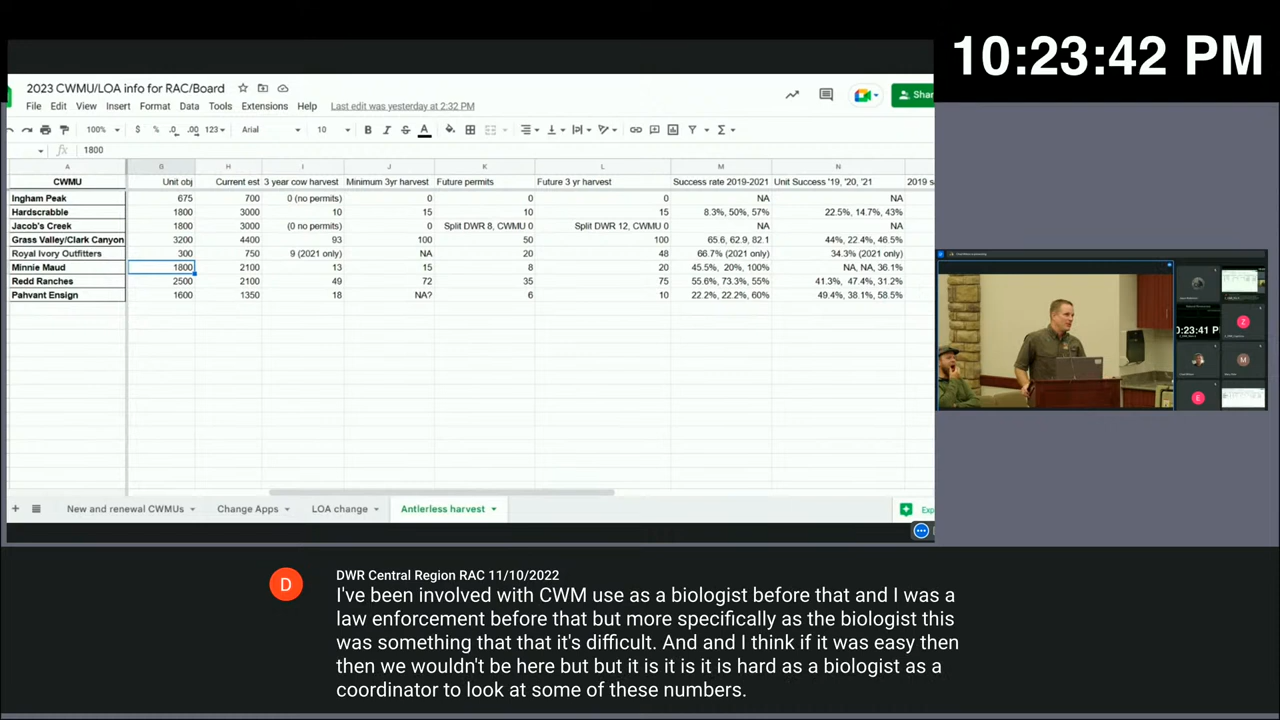 10:23:42 PM
2023 CWMU/LOA info for RAC/Board
File Edit View Insert Format Data Tools Extensions Help Last edit was yesterday at 2:32 PM
Shar
100% $ % .0 .00 123 Arial 10 B I S A
fx 1800
A G H I J K L M N
CWMU Unit obj Current est 3 year cow harvest Minimum 3yr harvest Future permits Future 3 yr harvest Success rate 2019-2021 Unit Success '19, '20, '21 2019 s
Ingham Peak 675 700 0 (no permits) 0 0 0 NA NA
Hardscrabble 1800 3000 10 15 10 15 8.3%, 50%, 57% 22.5%, 14.7%, 43%
Jacob's Creek 1800 3000 (0 no permits) 0 Split DWR 8, CWMU 0 Split DWR 12, CWMU 0 NA NA
Grass Valley/Clark Canyon 3200 4400 93 100 50 100 65.6, 62.9, 82.1 44%, 22.4%, 46.5%
Royal Ivory Outfitters 300 750 9 (2021 only) NA 20 48 66.7% (2021 only) 34.3% (2021 only)
Minnie Maud 1800 2100 13 15 8 20 45.5%, 20%, 100% NA, NA, 36.1%
Redd Ranches 2500 2100 49 72 35 75 55.6%, 73.3%, 55% 41.3%, 47.4%, 31.2%
Pahvant Ensign 1600 1350 18 NA? 6 10 22.2%, 22.2%, 60% 49.4%, 38.1%, 58.5%
0:23:41 PM
Z
M
E
New and renewal CWMUs Change Apps LOA change Antlerless harvest Exp
D
DWR Central Region RAC 11/10/2022
I've been involved with CWM use as a biologist before that and I was a
law enforcement before that but more specifically as the biologist this
was something that that it's difficult. And and I think if it was easy then
then we wouldn't be here but but it is it is it is hard as a biologist as a
coordinator to look at some of these numbers.